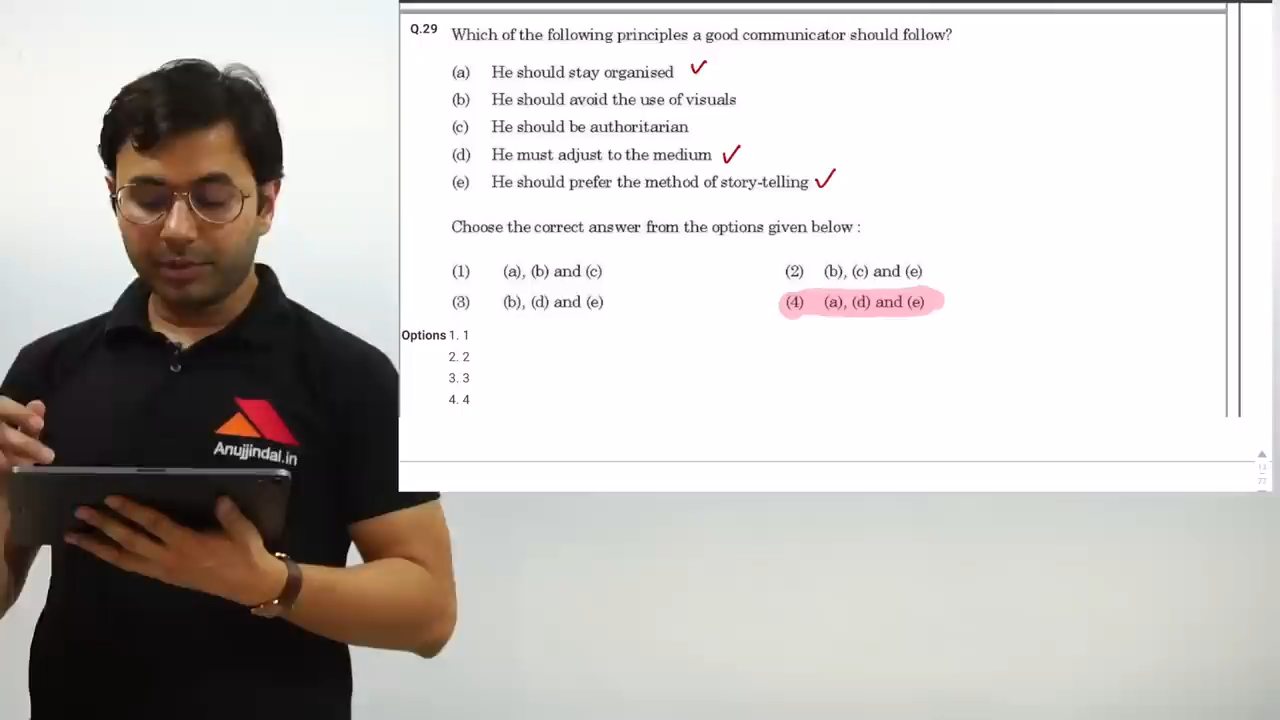 Q.29 Which of the following principles a good communicator should follow?
(a) He should stay organised
(b) He should avoid the use of visuals
(c) He should be authoritarian
(d) He must adjust to the medium
(e) He should prefer the method of story-telling
Choose the correct answer from the options given below :
(1) (a), (b) and (c) (2) (b), (c) and (e)
(3) (b), (d) and (e) (4) (a), (d) and (e)
Options 1. 1
2. 2
3. 3
4. 4
Anujjindal.in
13
27